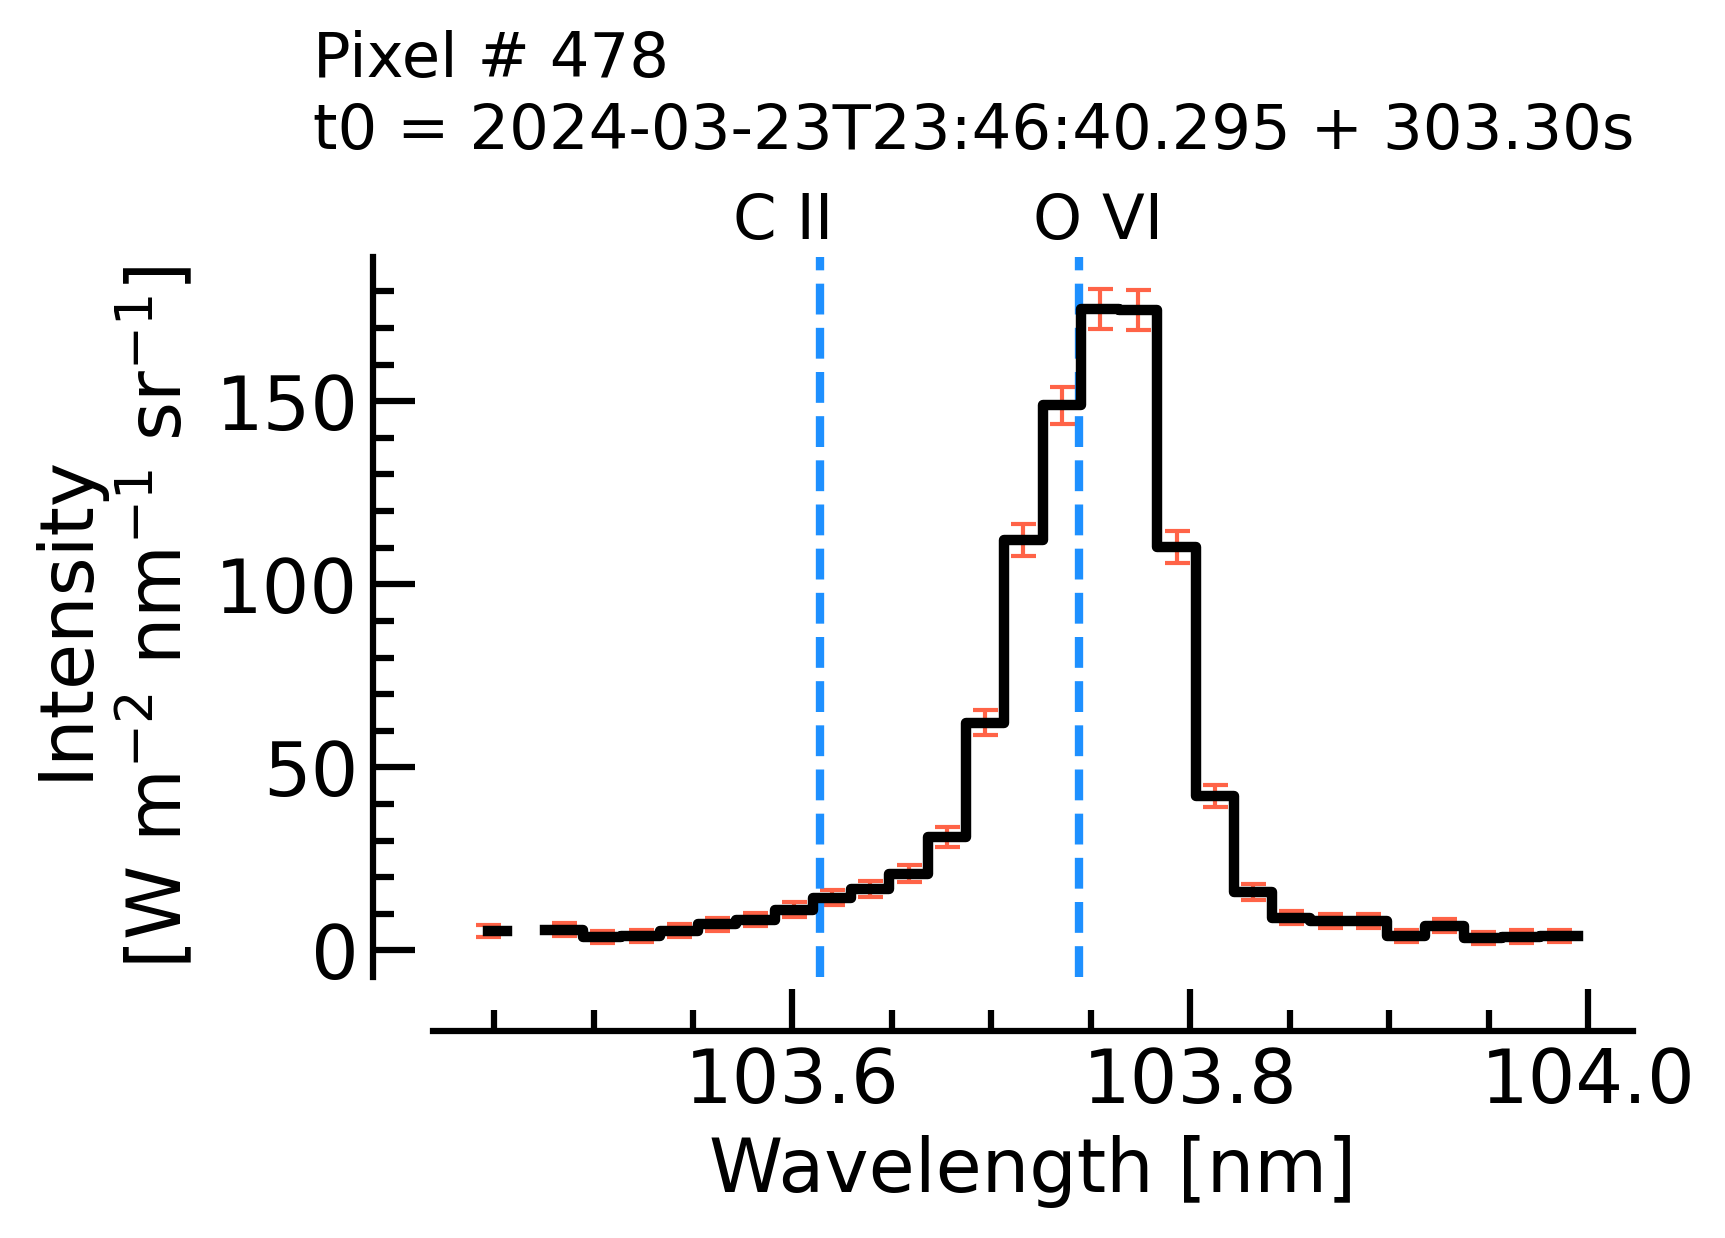 Pixel # 478
t0 = 2024-03-23T23:46:40.295 + 303.30s
C II O VI
Intensity
[W m⁻² nm⁻¹ sr⁻¹]
150
100
50
0
103.6 103.8 104.0
Wavelength [nm]